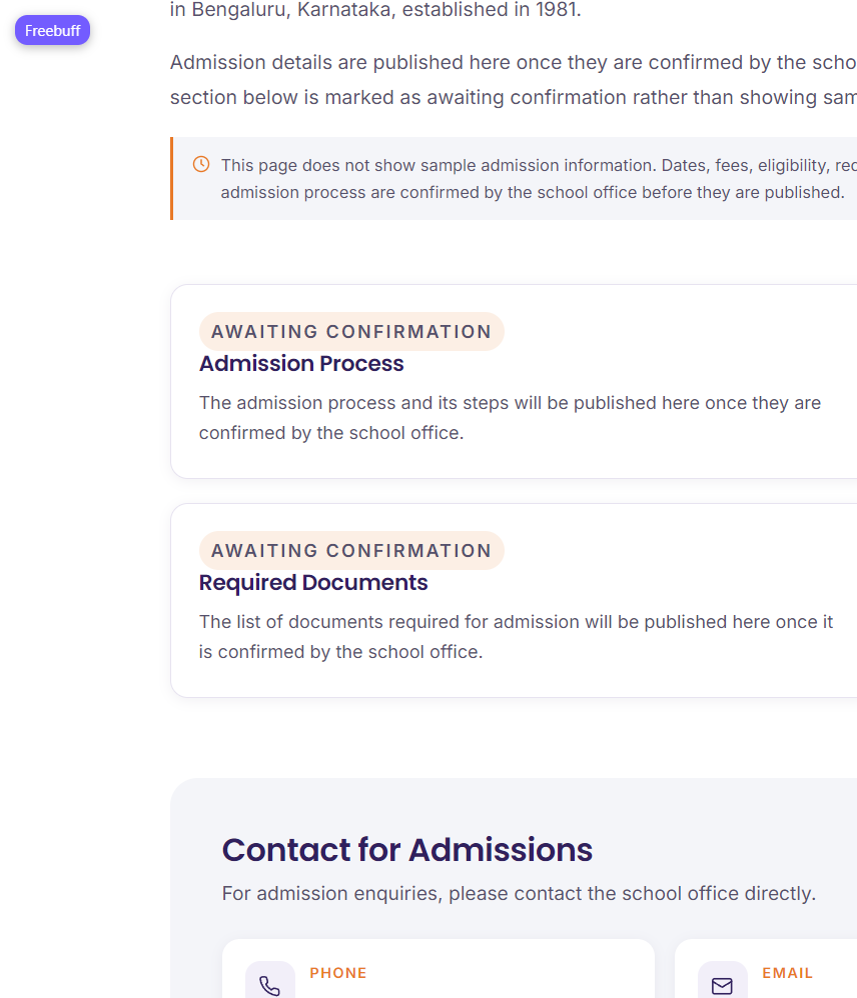 in Bengaluru, Karnataka, established in 1981.
Freebuff
Admission details are published here once they are confirmed by the scho
section below is marked as awaiting confirmation rather than showing sam
This page does not show sample admission information. Dates, fees, eligibility, rec
admission process are confirmed by the school office before they are published.
AWAITING CONFIRMATION
Admission Process
The admission process and its steps will be published here once they are
confirmed by the school office.
AWAITING CONFIRMATION
Required Documents
The list of documents required for admission will be published here once it
is confirmed by the school office.
Contact for Admissions
For admission enquiries, please contact the school office directly.
PHONE
EMAIL